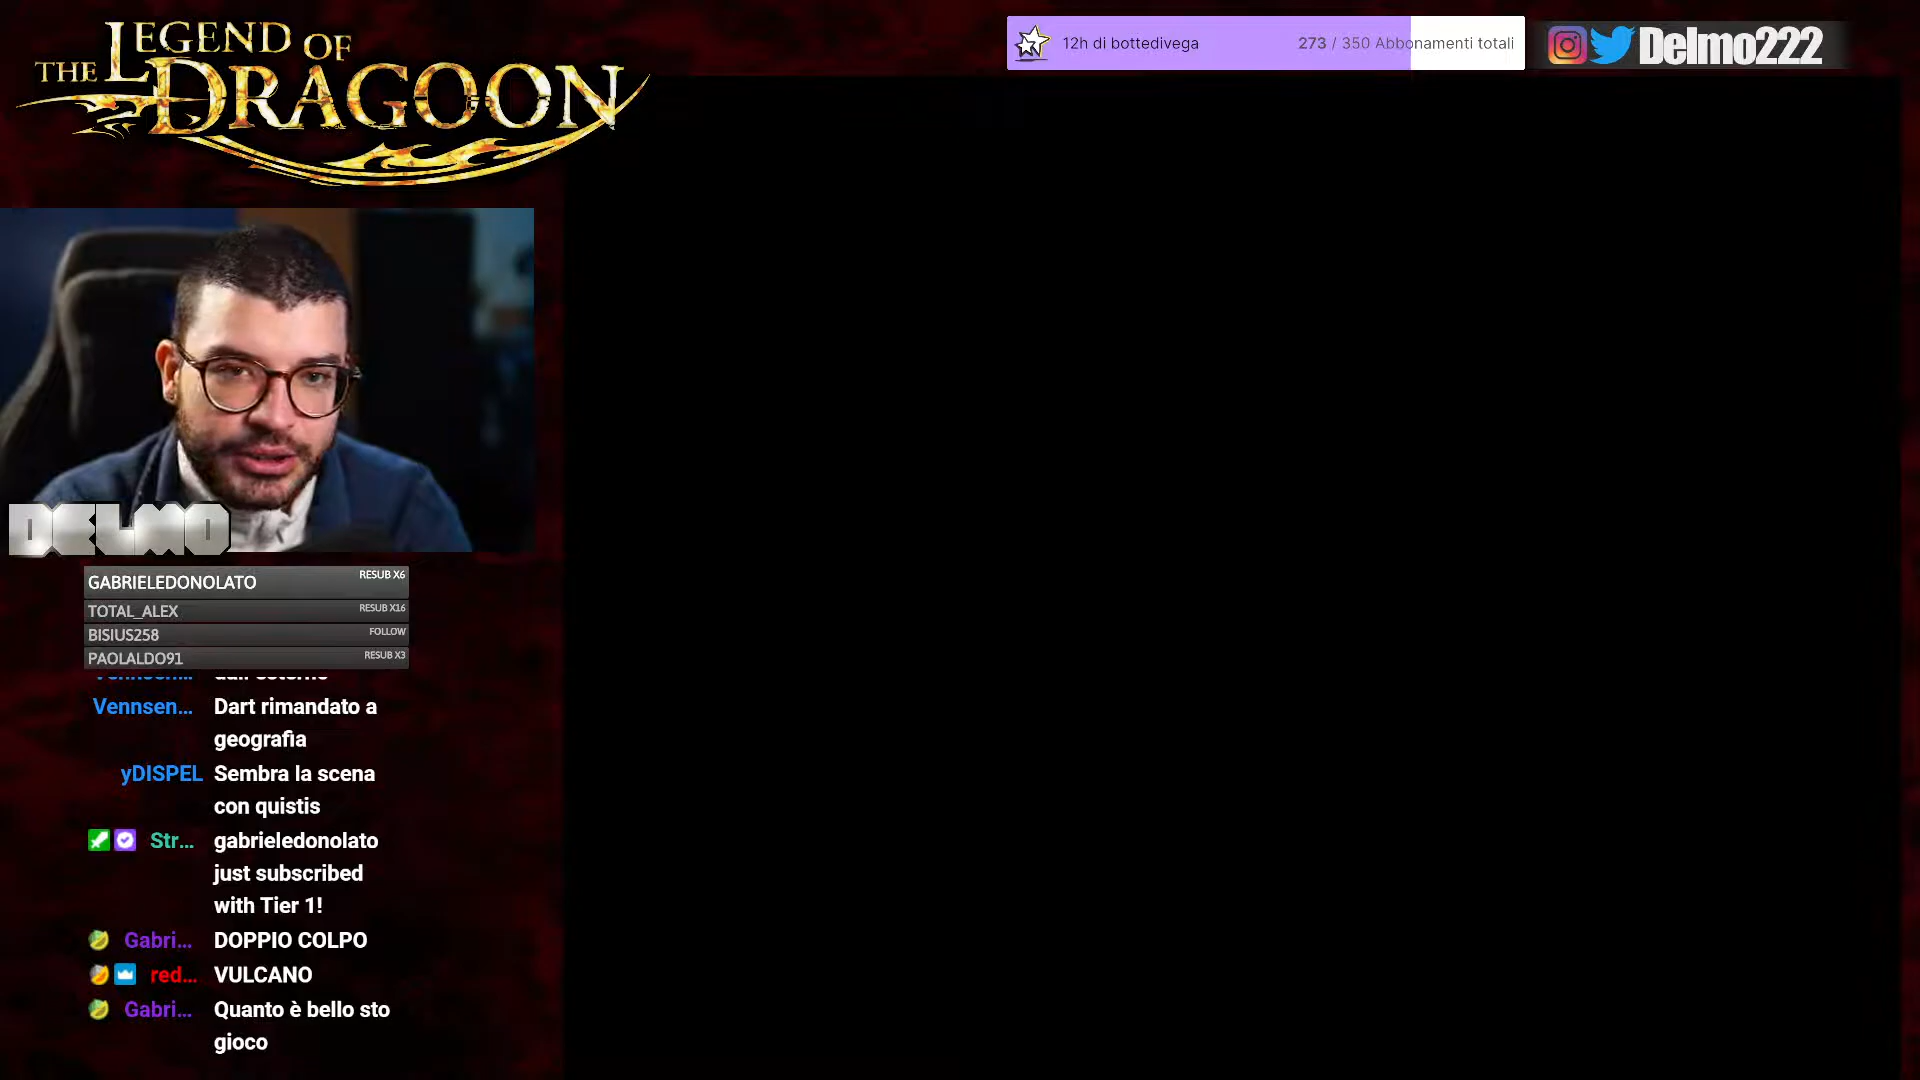 THE LEGEND OF
DRAGOON
12h di bottedivega 273 / 350 Abbonamenti totali
Delmo222
DELMO
GABRIELEDONOLATO RESUB X6
TOTAL_ALEX RESUB X16
BISIUS258 FOLLOW
PAOLALDO91 RESUB X3
Vennsen... Dart rimandato a
geografia
yDISPEL Sembra la scena
con quistis
Str... gabrieledonolato
just subscribed
with Tier 1!
Gabri... DOPPIO COLPO
red... VULCANO
Gabri... Quanto è bello sto
gioco